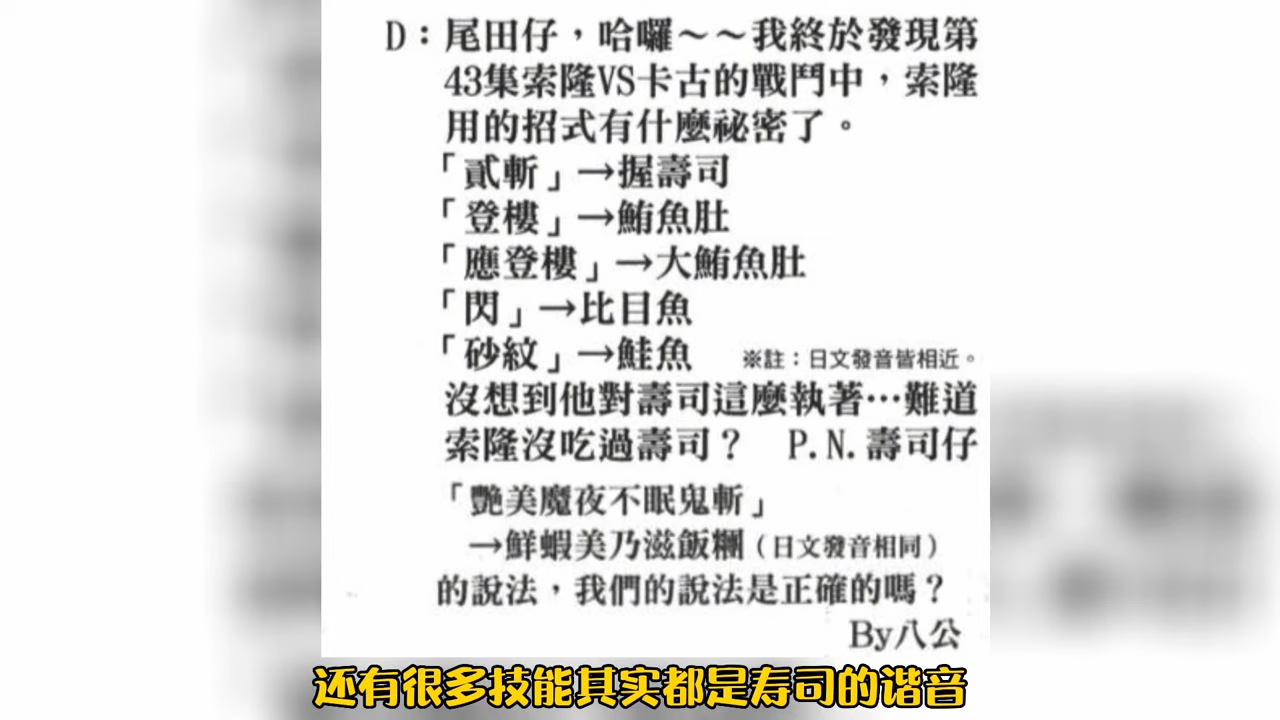 D：尾田仔，哈囉～～我終於發現第
43集索隆VS卡古的戰鬥中，索隆
用的招式有什麼祕密了。
「貳斬」→握壽司
「登樓」→鮪魚肚
「應登樓」→大鮪魚肚
「閃」→比目魚
「砂紋」→鮭魚 ※註：日文發音皆相近。
沒想到他對壽司這麼執著…難道
索隆沒吃過壽司？ P.N.壽司仔
「艷美魔夜不眠鬼斬」
→鮮蝦美乃滋飯糰（日文發音相同）
的說法，我們的說法是正確的嗎？
By八公
还有很多技能其实都是寿司的谐音